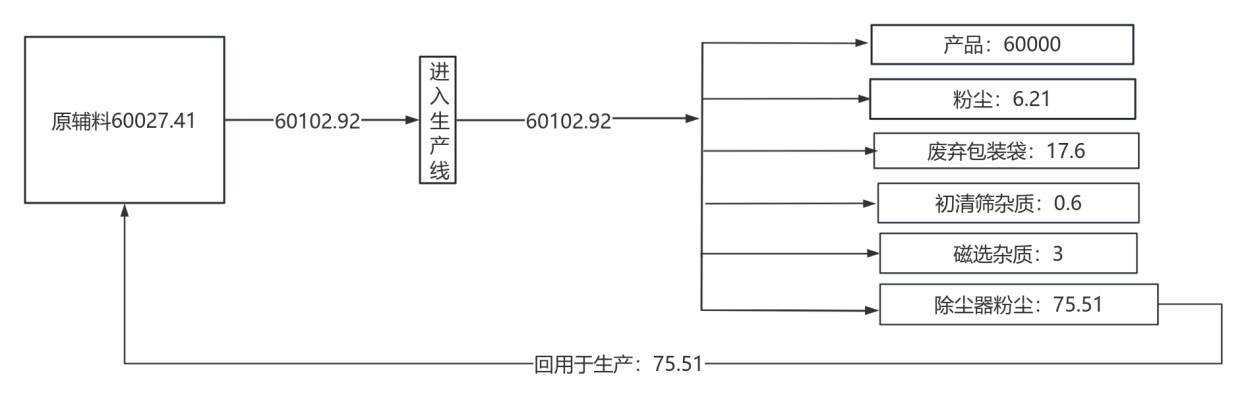 原辅料60027.41
60102.92
进入生产线
60102.92
产品：60000
粉尘：6.21
废弃包装袋：17.6
初清筛杂质：0.6
磁选杂质：3
除尘器粉尘：75.51
回用于生产：75.51